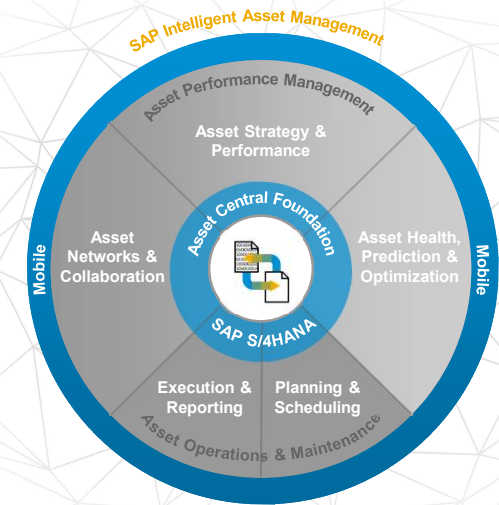 SAP Intelligent Asset Management
Asset Performance Management
Asset Strategy &
Performance
Asset Central Foundation
Mobile
Asset
Networks &
Collaboration
Asset Health,
Prediction &
Optimization
Mobile
SAP S/4HANA
Execution &
Reporting
Planning &
Scheduling
Asset Operations & Maintenance